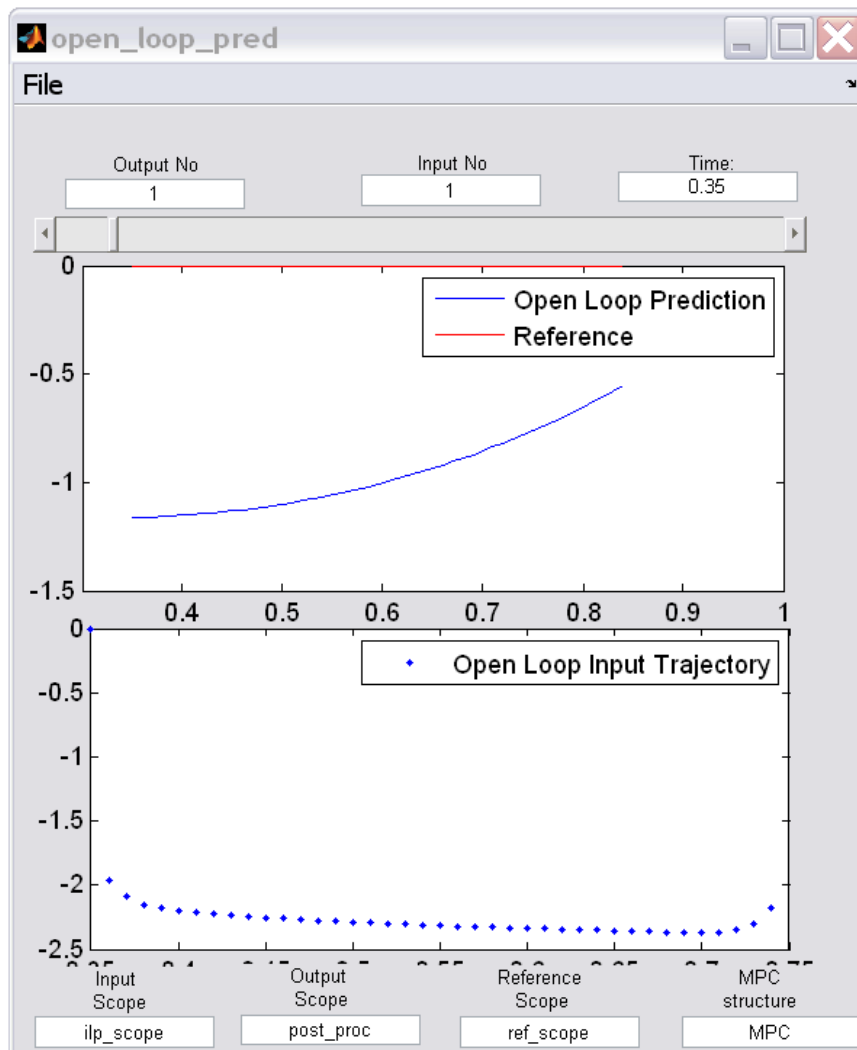 open_loop_pred
File
Output No Input No Time:
1 1 0.35
0
-0.5
-1
-1.5
Open Loop Prediction
Reference
0.4 0.5 0.6 0.7 0.8 0.9 1
0
-0.5
-1
-1.5
-2
-2.5
Open Loop Input Trajectory
Input Scope Output Scope Reference Scope MPC structure
ilp_scope post_proc ref_scope MPC